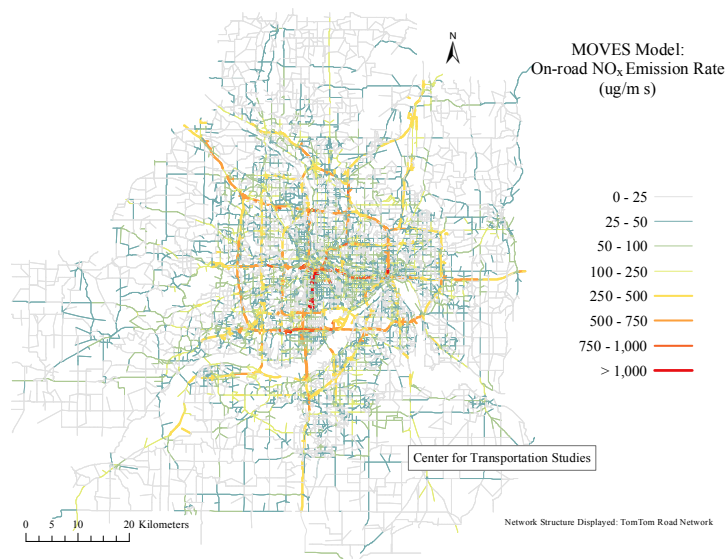 N
MOVES Model:
On-road NOx Emission Rate
(ug/m s)
0 - 25
25 - 50
50 - 100
100 - 250
250 - 500
500 - 750
750 - 1,000
> 1,000
Center for Transportation Studies
0 5 10 20 Kilometers
Network Structure Displayed: TomTom Road Network